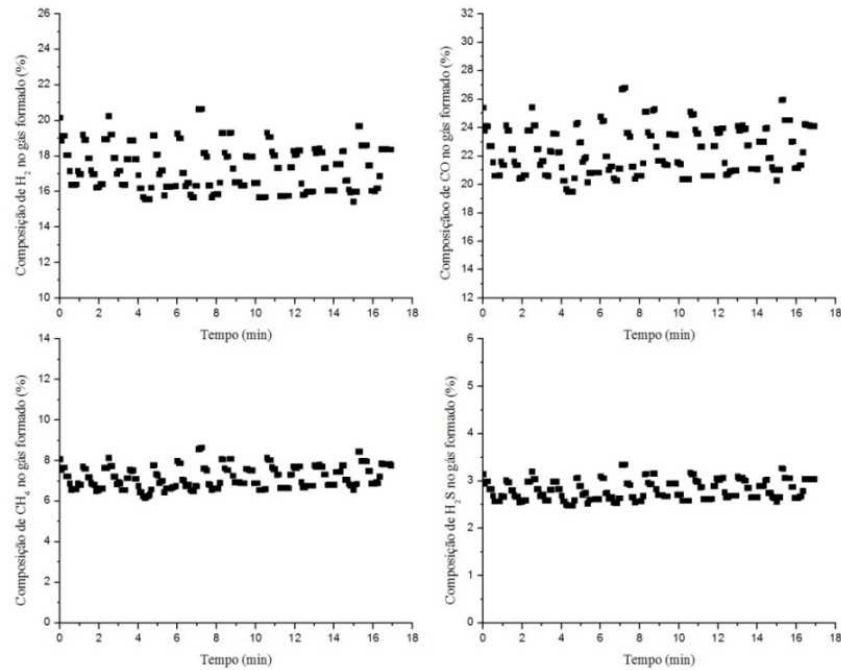 Composição de H₂ no gás formado (%)
26
24
22
20
18
16
14
12
10
0 2 4 6 8 10 12 14 16 18
Tempo (min)
Composiçãoo de CO no gás formado (%)
32
30
28
26
24
22
20
18
16
14
12
0 2 4 6 8 10 12 14 16 18
Tempo (min)
Composição de CH₄ no gás formado (%)
14
12
10
8
6
4
2
0
0 2 4 6 8 10 12 14 16 18
Tempo (min)
Composição de H₂S no gás formado (%)
6
5
4
3
2
1
0
0 2 4 6 8 10 12 14 16 18
Tempo (min)